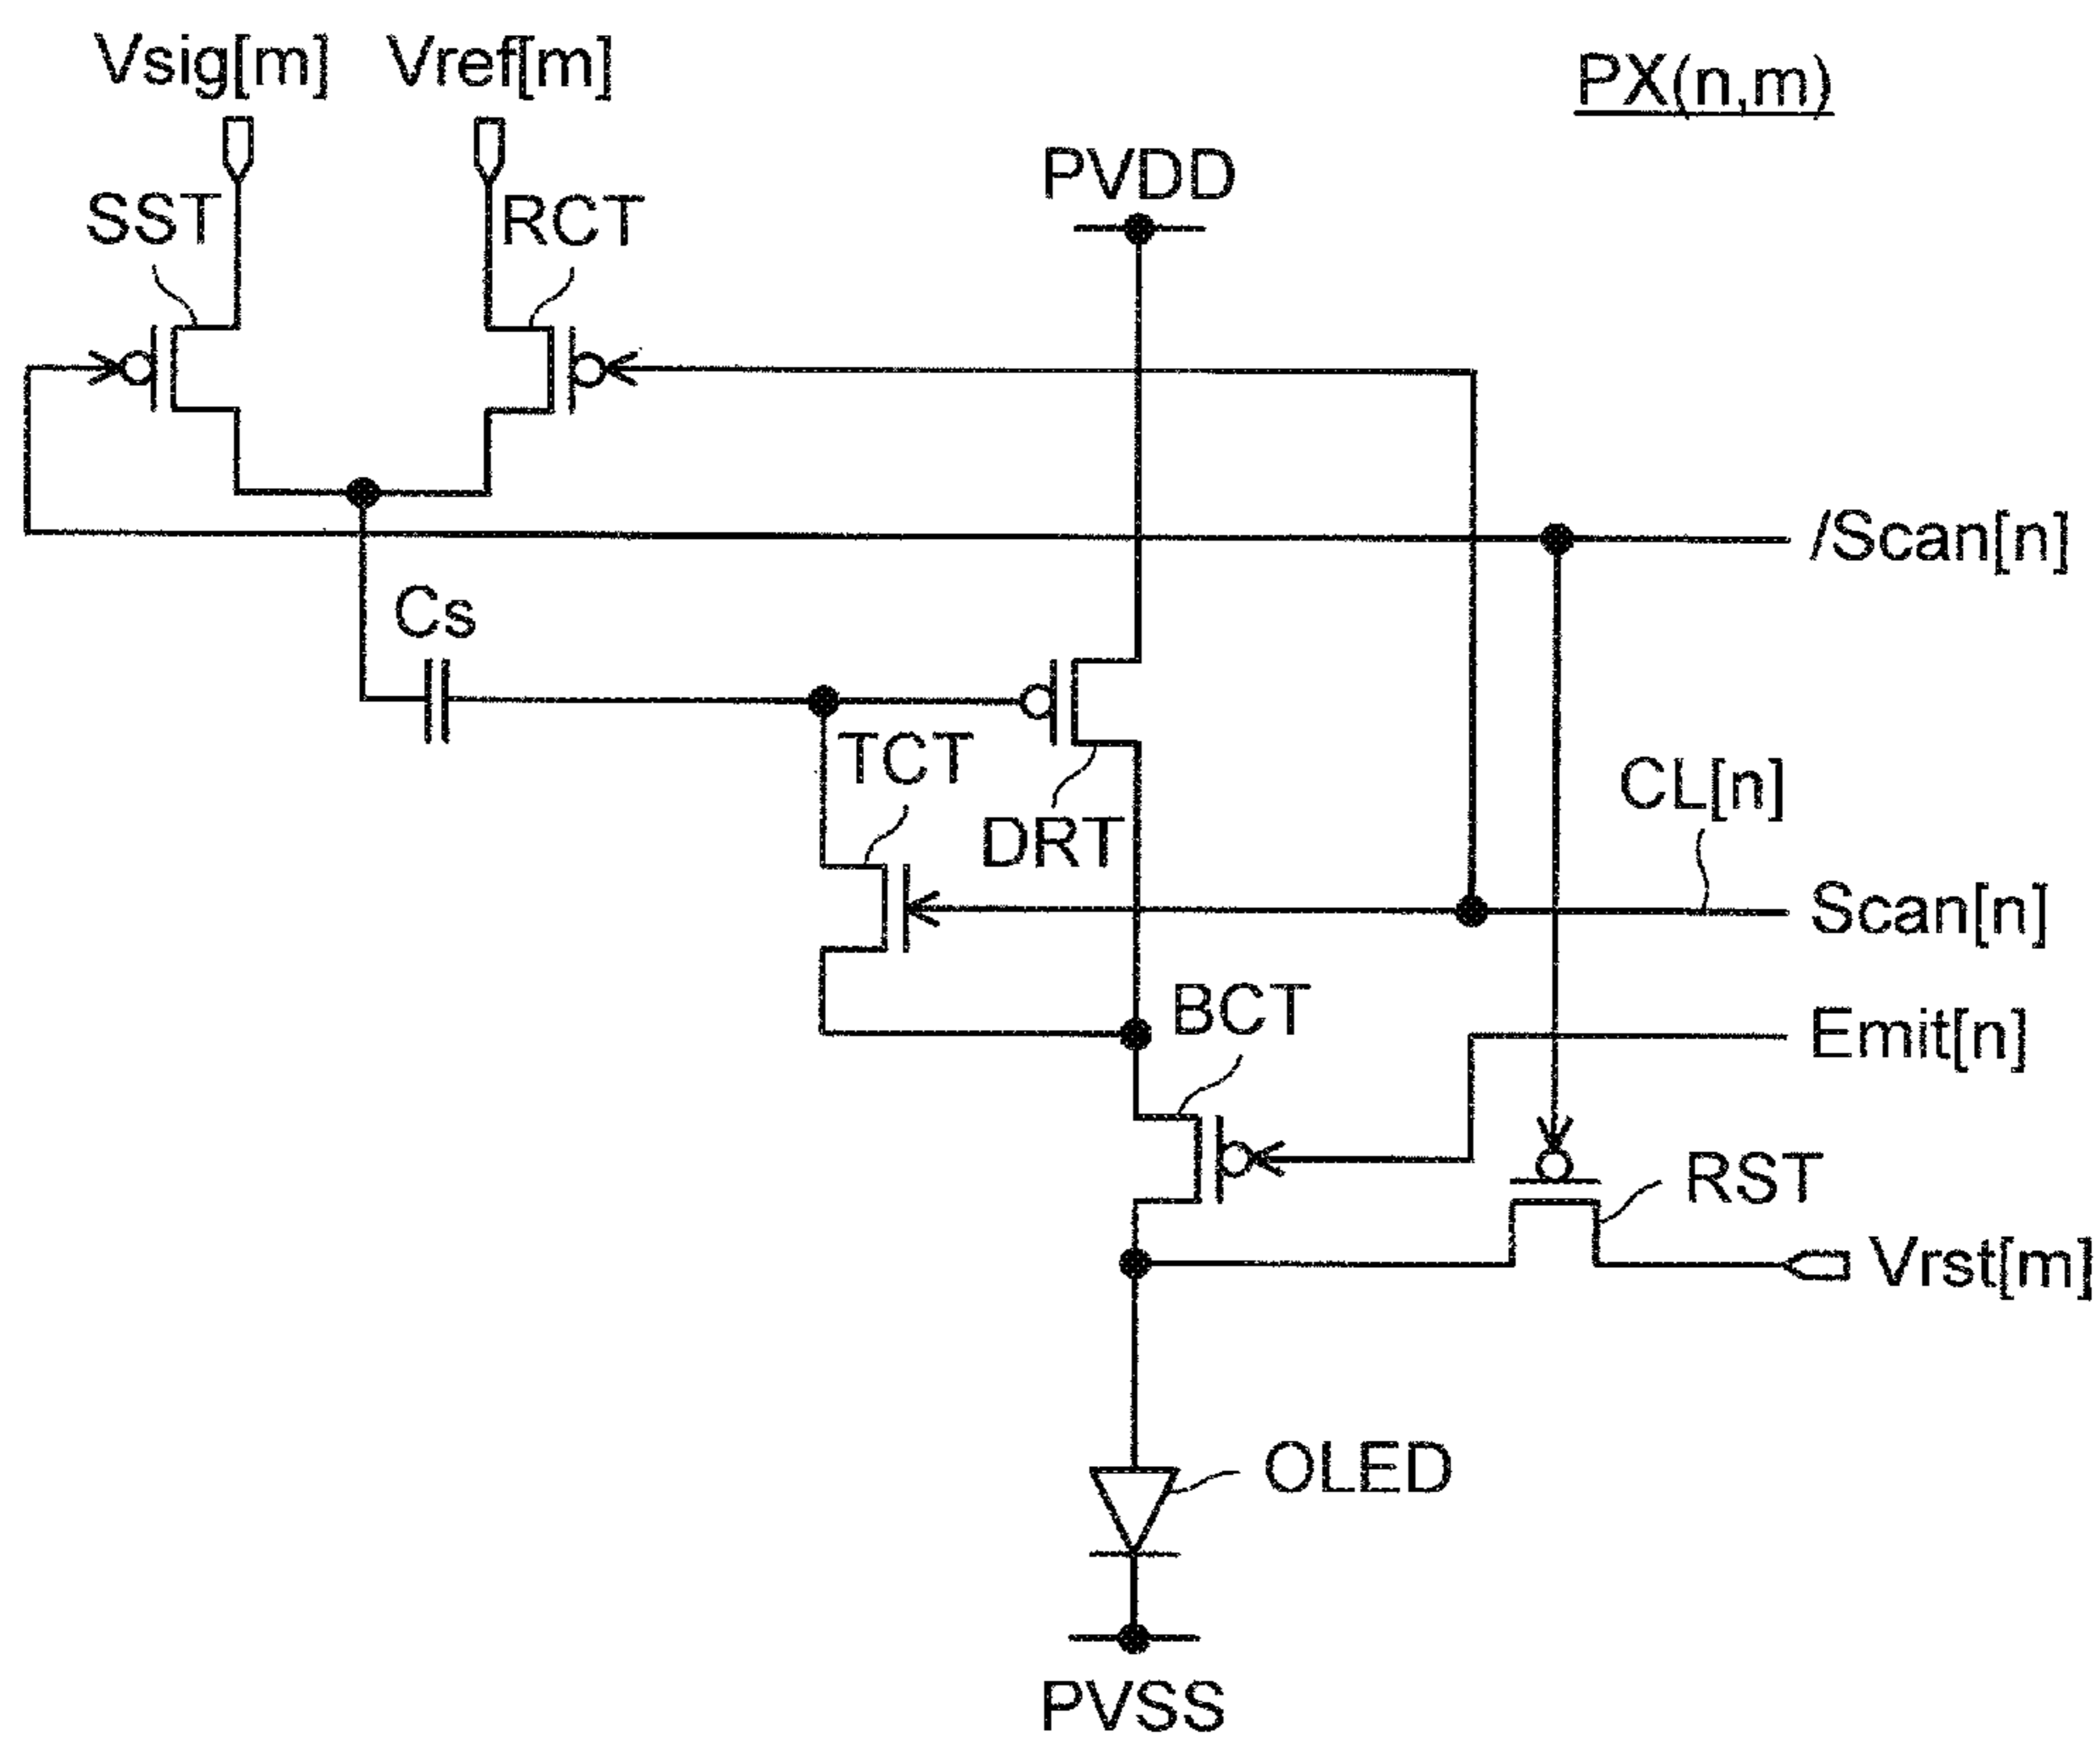 Vsig[m]
Vref[m]
PX(n,m)
PVDD
SST
RCT
/Scan[n]
Cs
TCT
CL[n]
DRT
Scan[n]
BCT
Emit[n]
RST
Vrst[m]
OLED
PVSS